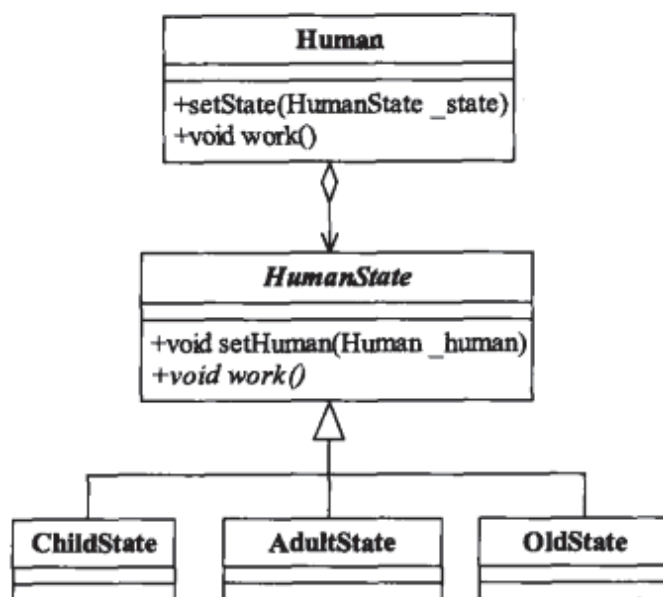 Human
+setState(HumanState _state)
+void work()
HumanState
+void setHuman(Human _human)
+void work()
ChildState
AdultState
OldState